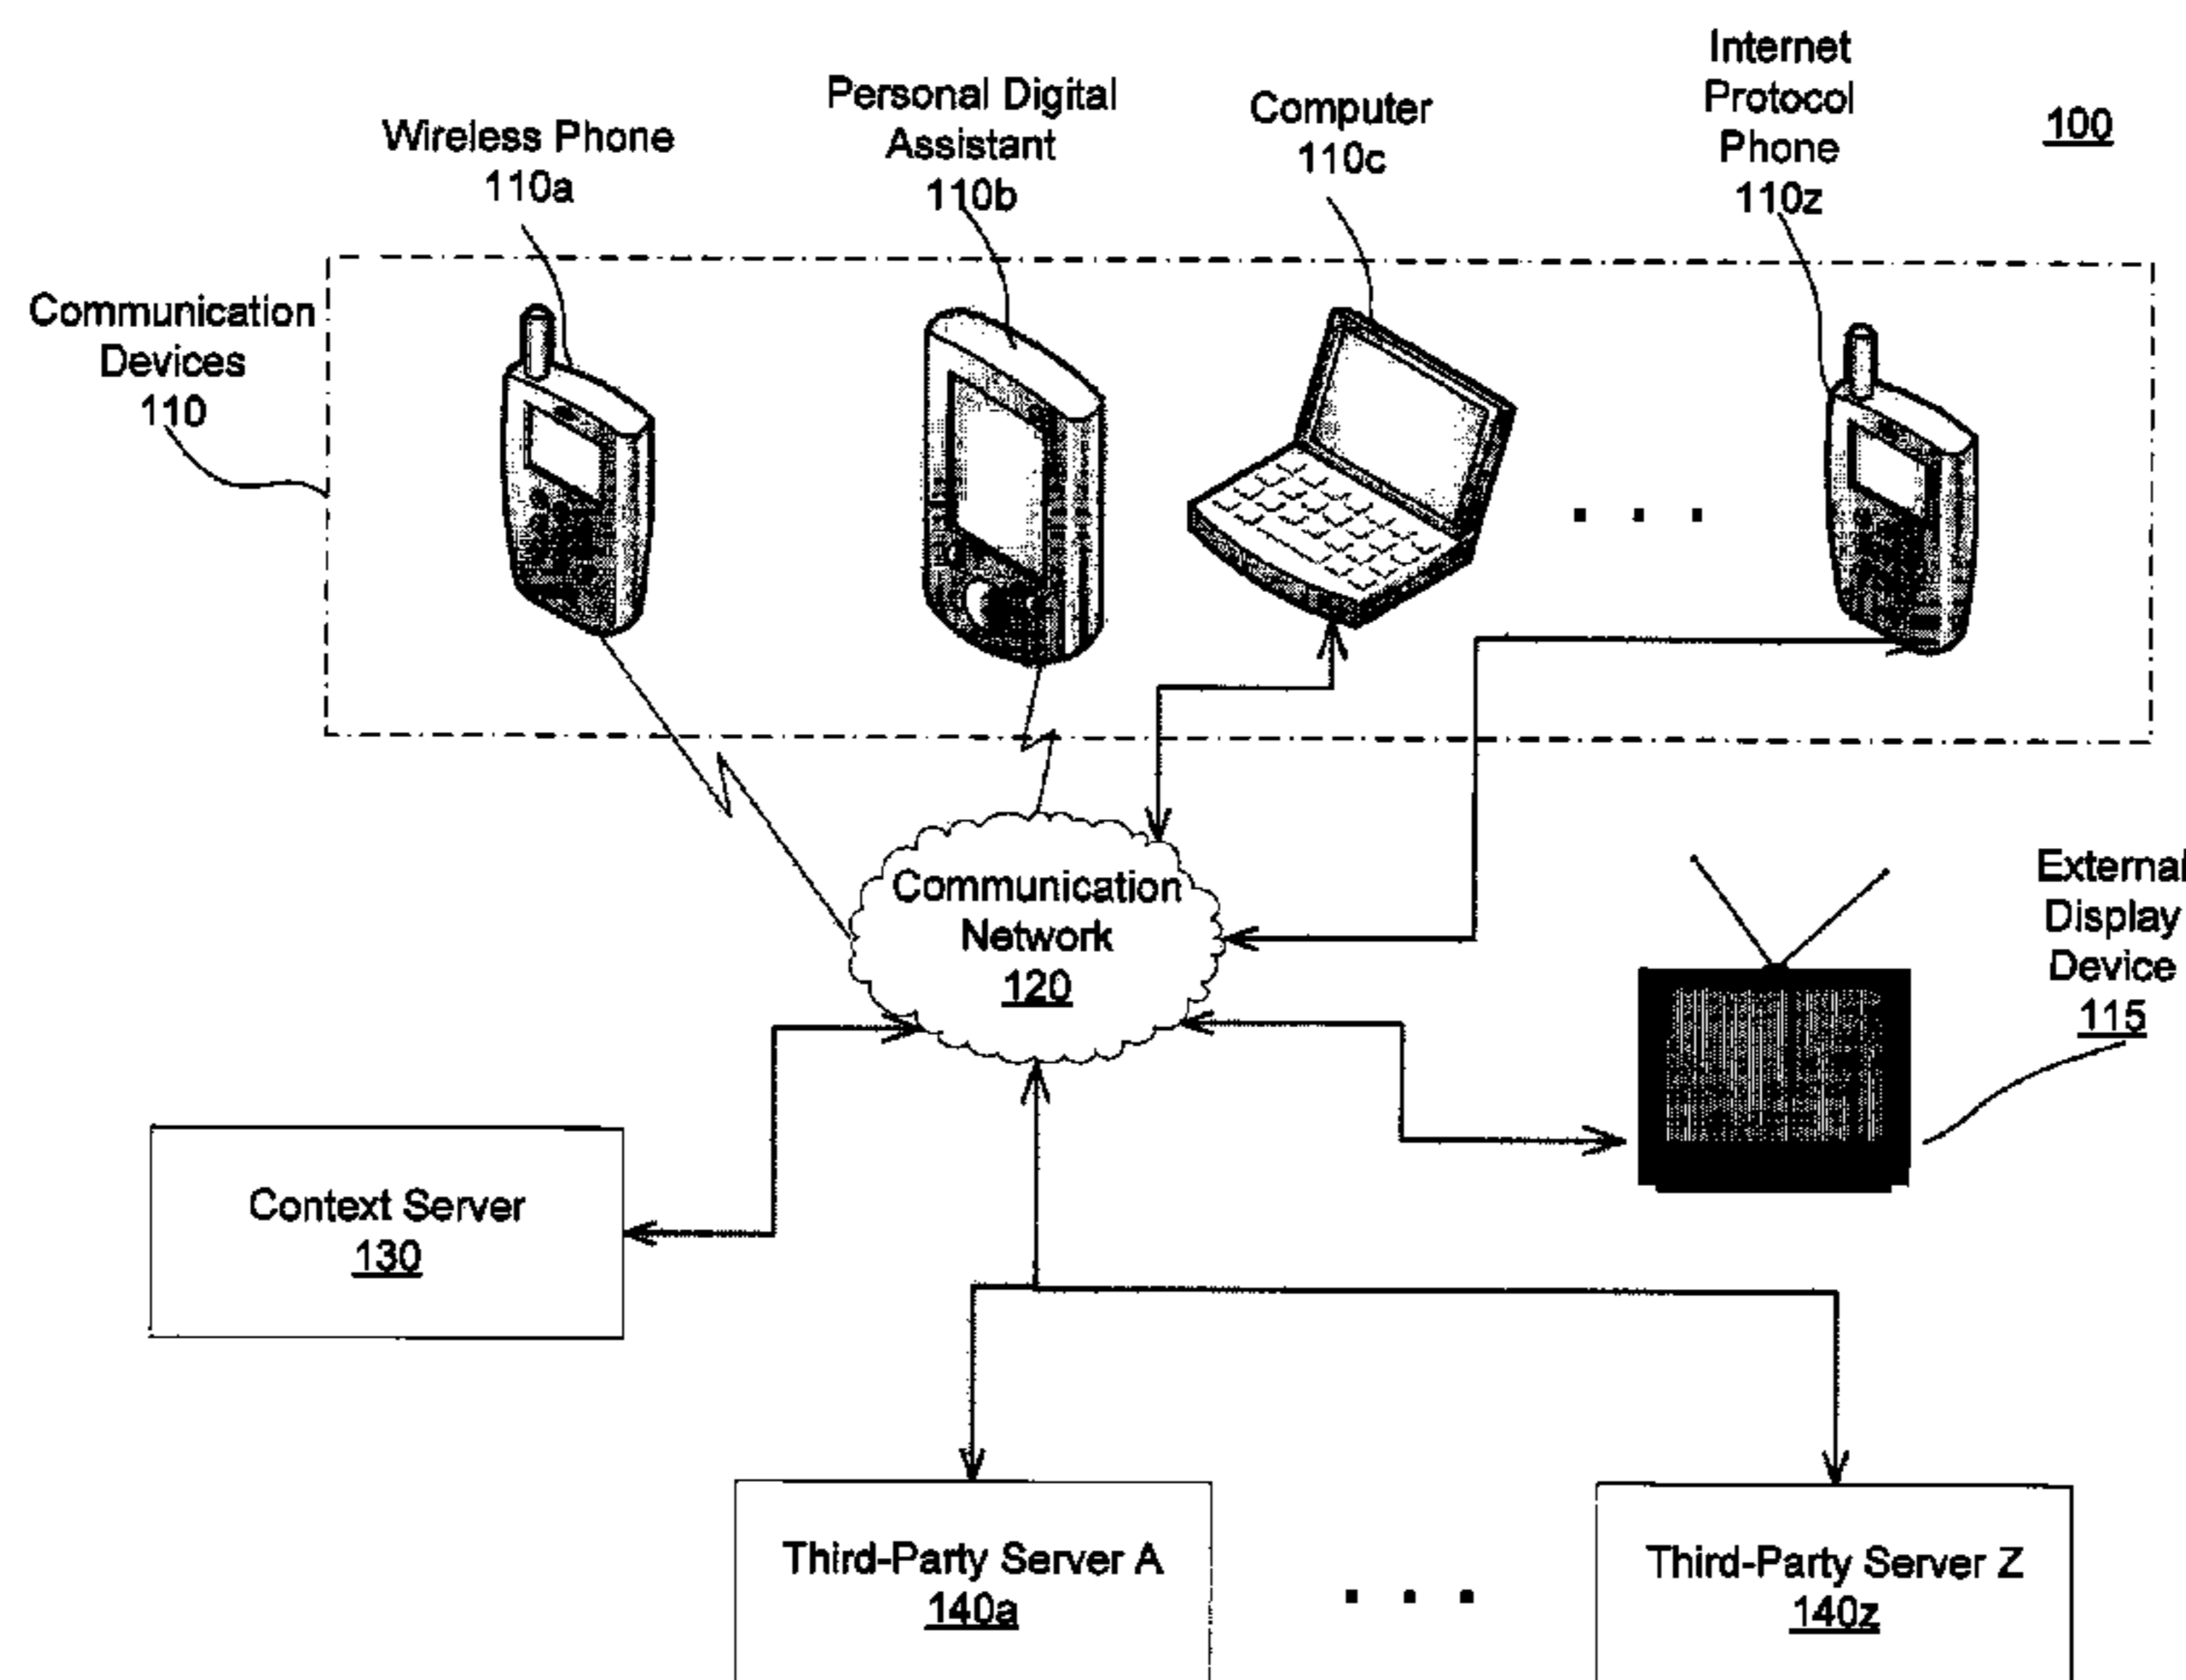 Wireless Phone
110a
Personal Digital
Assistant
110b
Computer
110c
Internet
Protocol
Phone
110z
100
Communication
Devices
110
Communication
Network
120
External
Display
Device
115
Context Server
130
Third-Party Server A
140a
. . .
Third-Party Server Z
140z